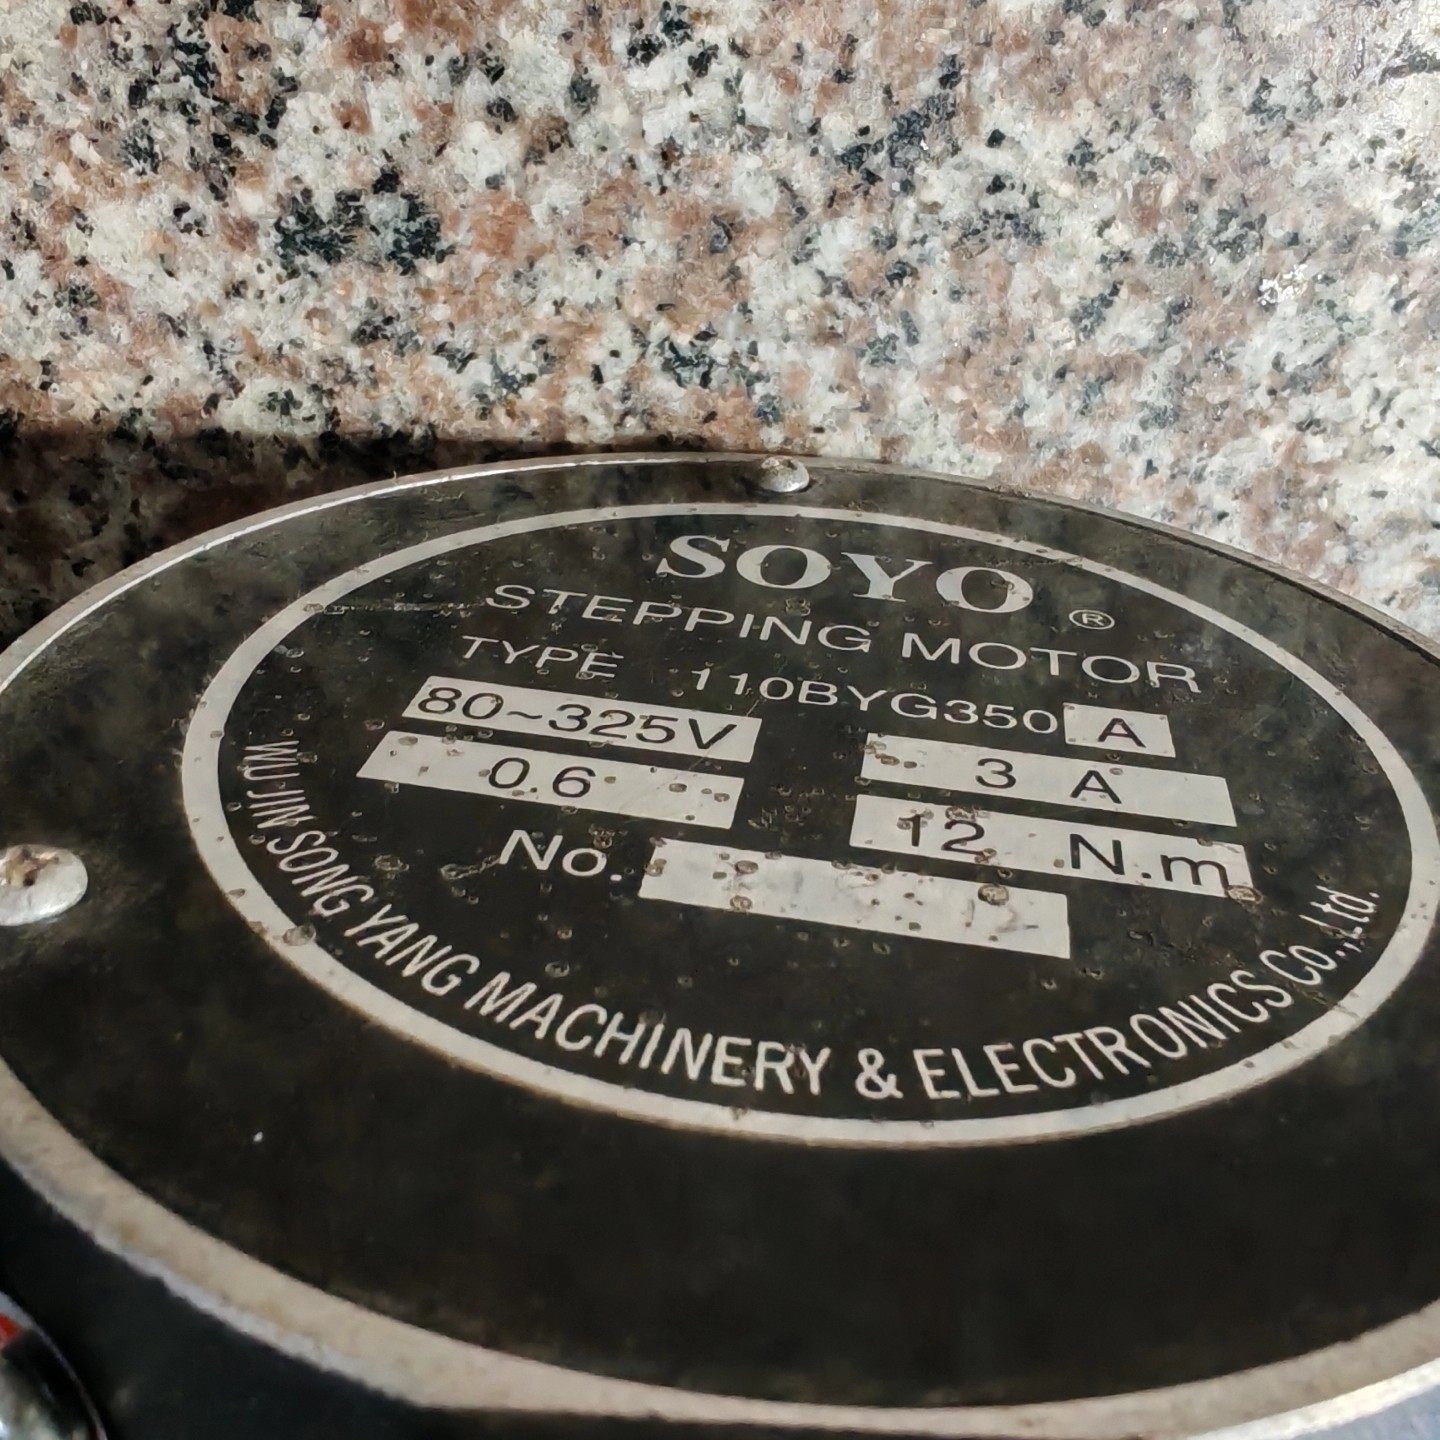 SOYO ®
STEPPING MOTOR
TYPE 110BYG350 A
80~325V 3 A
0.6 12 N.m
No.
WU JIN SONG YANG MACHINERY & ELECTRONICS Co.,Ltd.